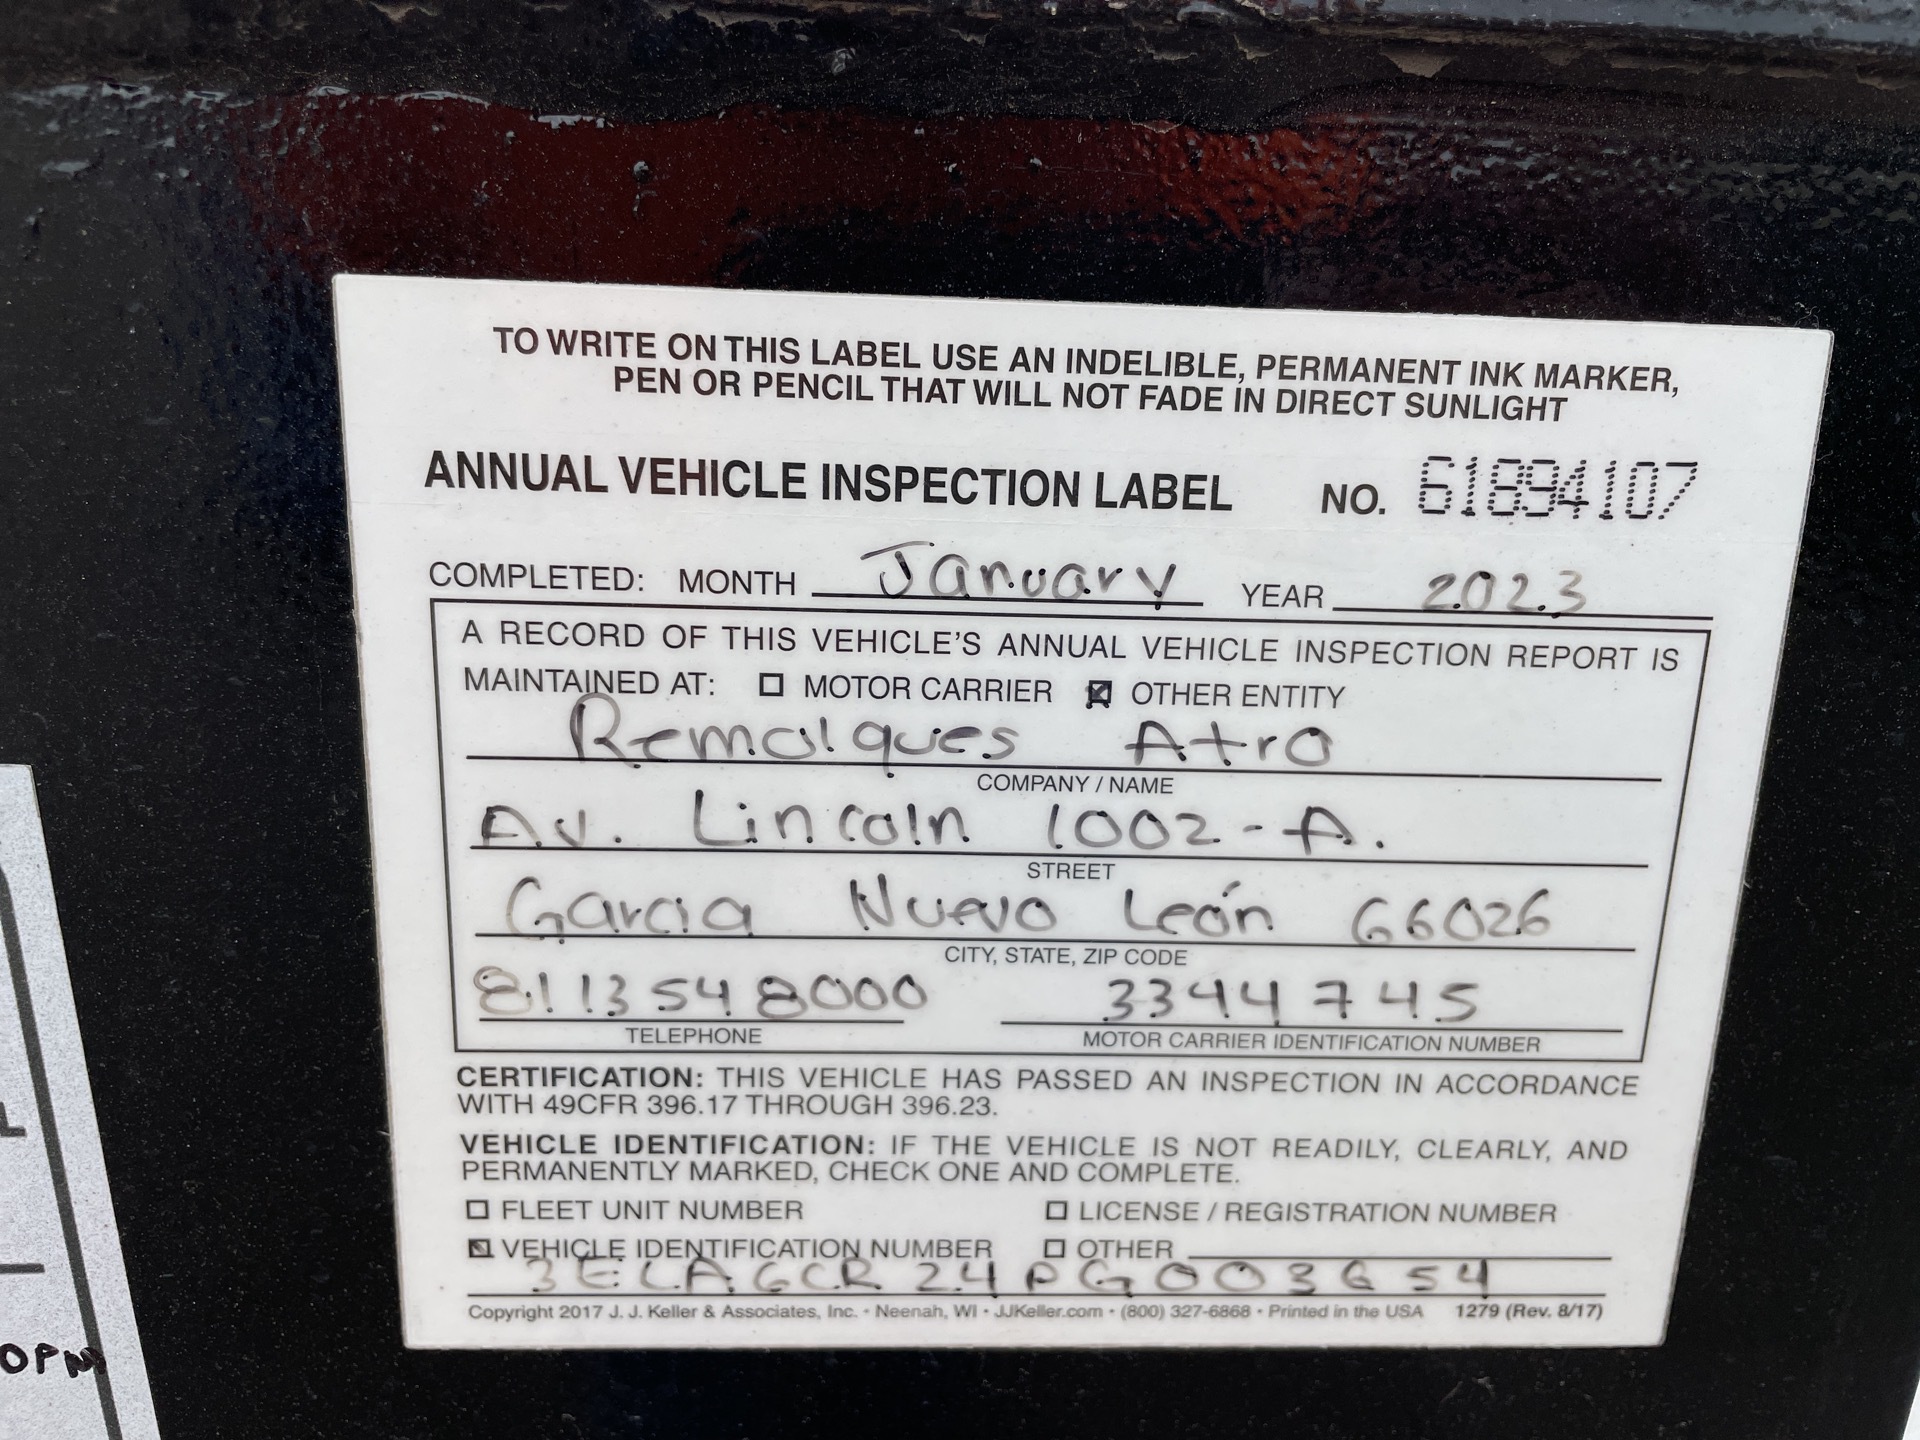 TO WRITE ON THIS LABEL USE AN INDELIBLE, PERMANENT INK MARKER,
PEN OR PENCIL THAT WILL NOT FADE IN DIRECT SUNLIGHT
ANNUAL VEHICLE INSPECTION LABEL NO. 61894107
COMPLETED: MONTH January YEAR 2023
A RECORD OF THIS VEHICLE'S ANNUAL VEHICLE INSPECTION REPORT IS
MAINTAINED AT: ☐ MOTOR CARRIER ☒ OTHER ENTITY
Remolques Atro
COMPANY / NAME
Av. Lincoln 1002-A.
STREET
Garcia Nuevo León 66026
CITY, STATE, ZIP CODE
8113548000 3344745
TELEPHONE MOTOR CARRIER IDENTIFICATION NUMBER
CERTIFICATION: THIS VEHICLE HAS PASSED AN INSPECTION IN ACCORDANCE
WITH 49CFR 396.17 THROUGH 396.23.
VEHICLE IDENTIFICATION: IF THE VEHICLE IS NOT READILY, CLEARLY, AND
PERMANENTLY MARKED, CHECK ONE AND COMPLETE.
☐ FLEET UNIT NUMBER ☐ LICENSE / REGISTRATION NUMBER
☒ VEHICLE IDENTIFICATION NUMBER ☐ OTHER
Copyright 2017 J. J. Keller & Associates, Inc. • Neenah, WI • JJKeller.com • (800) 327-6868 • Printed in the USA 1279 (Rev. 8/17)